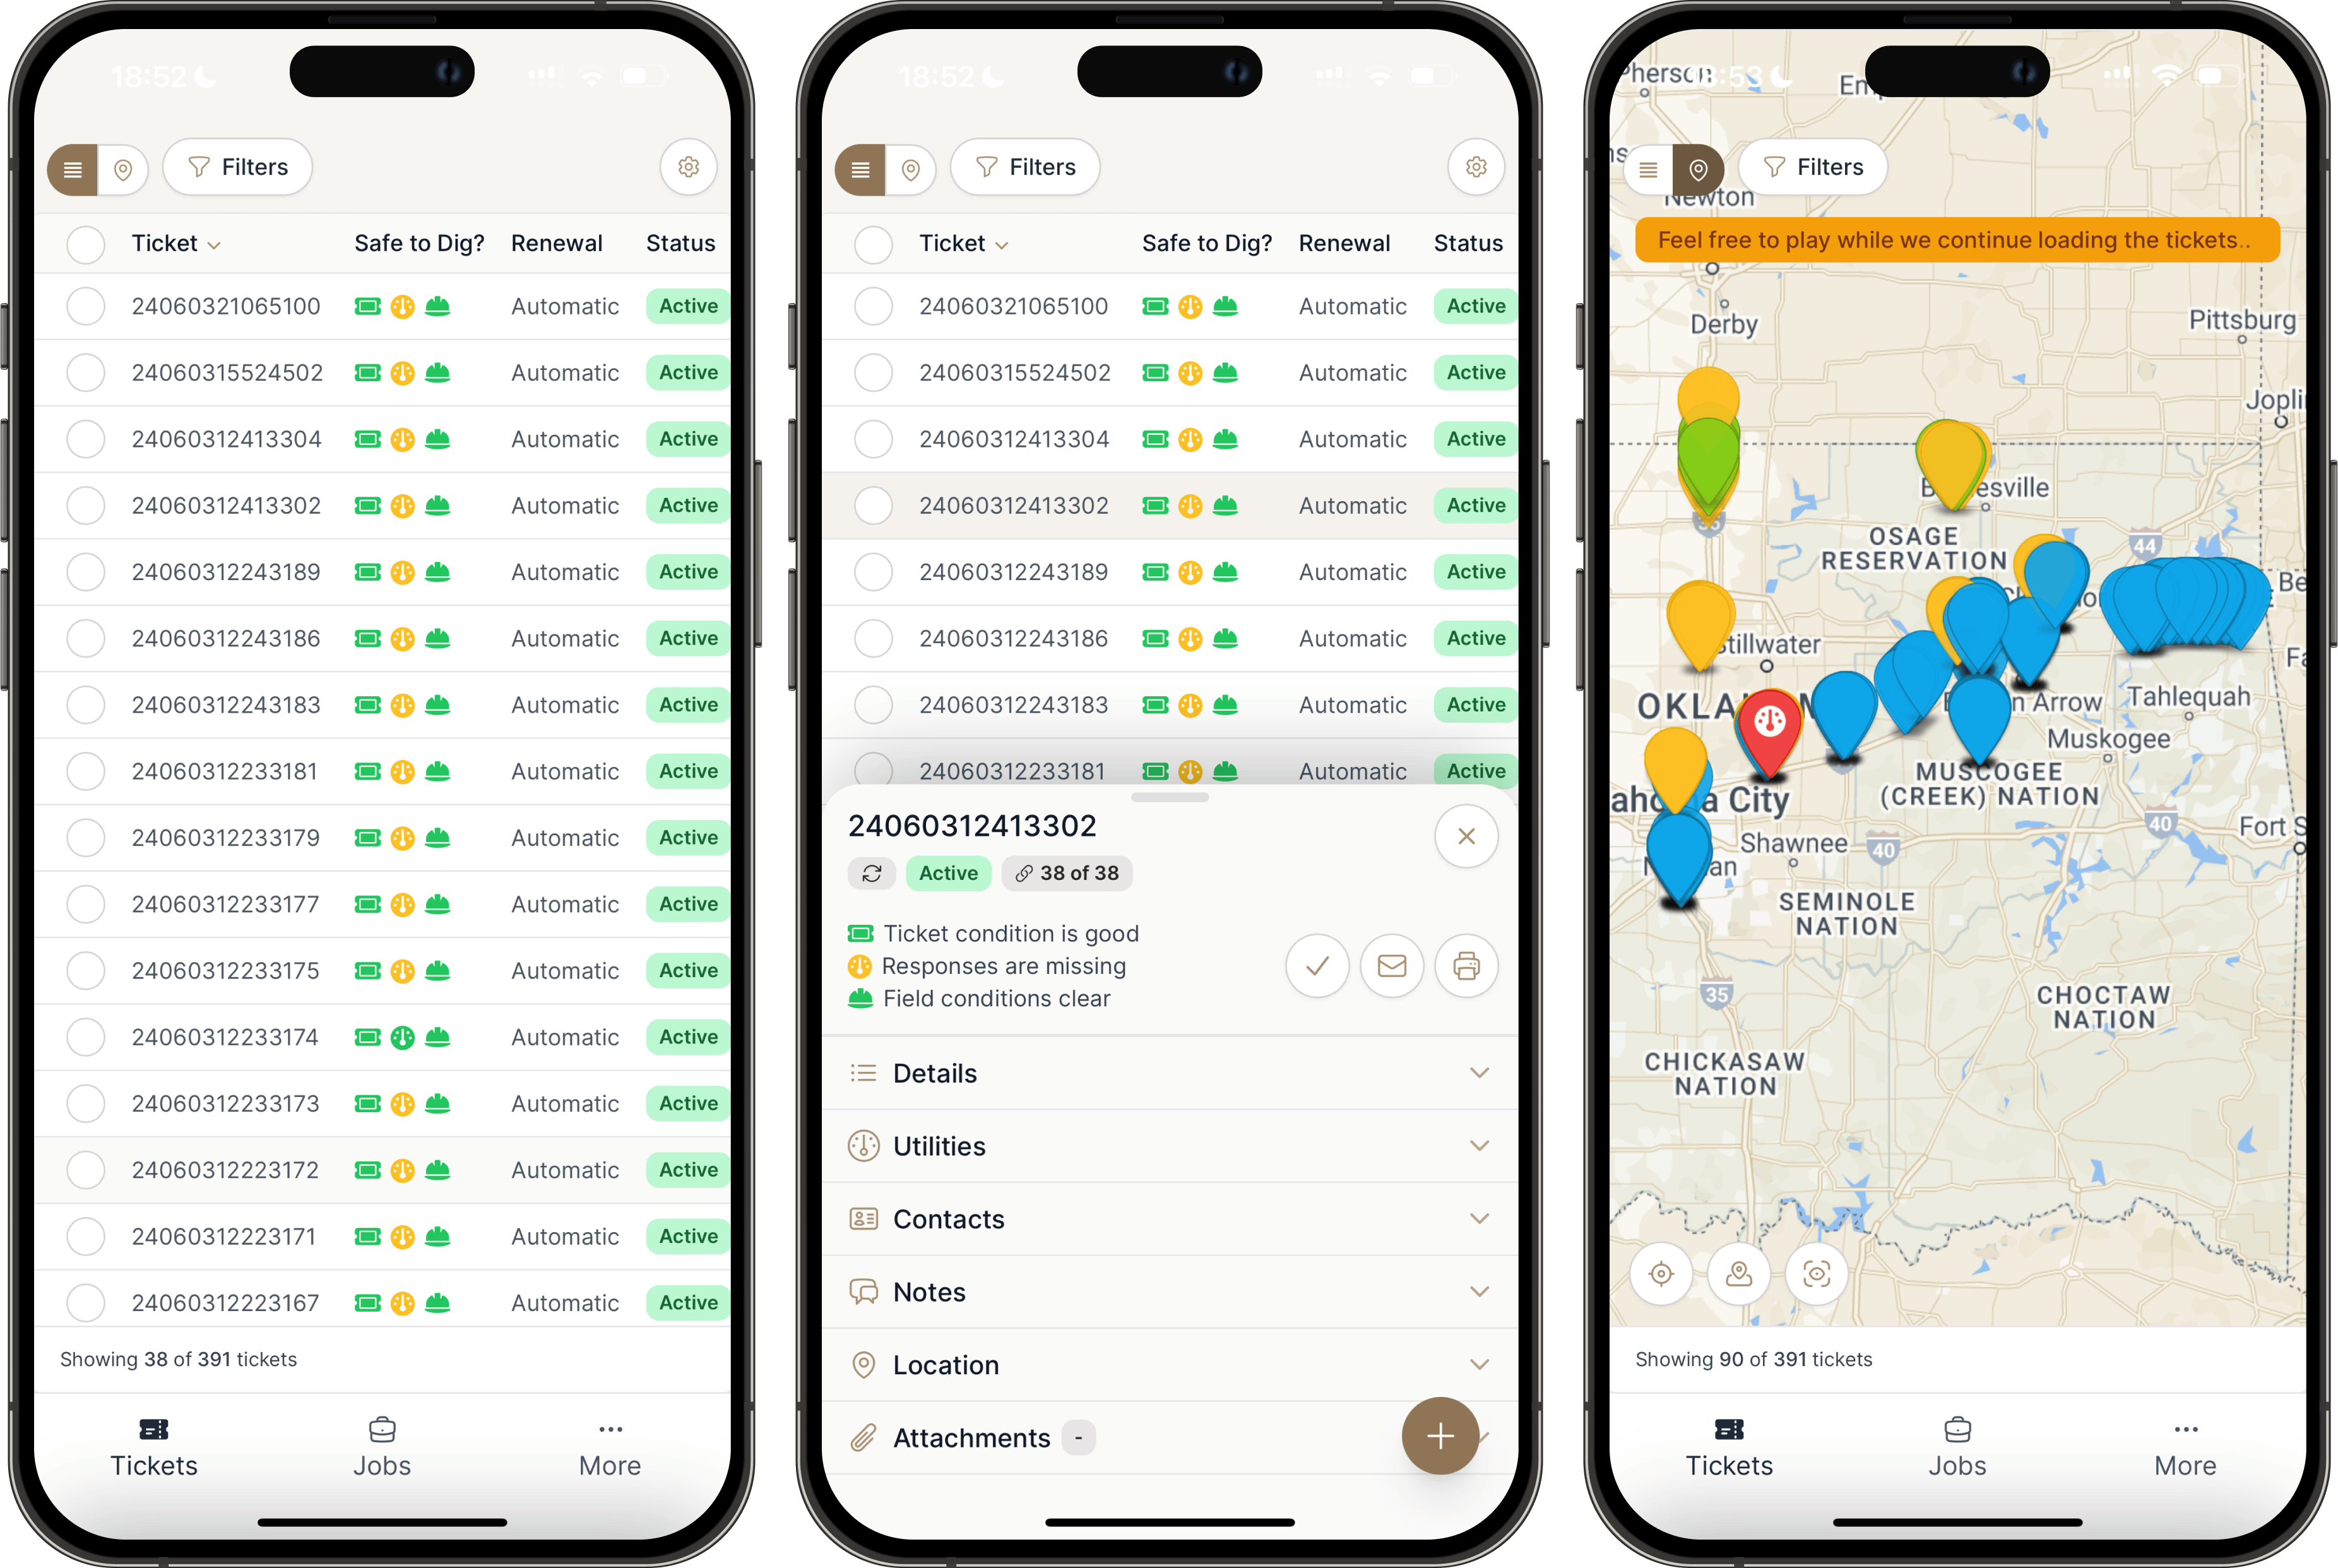 18:52
Filters
Ticket Safe to Dig? Renewal Status
24060321065100 Automatic Active
24060315524502 Automatic Active
24060312413304 Automatic Active
24060312413302 Automatic Active
24060312243189 Automatic Active
24060312243186 Automatic Active
24060312243183 Automatic Active
24060312233181 Automatic Active
24060312233179 Automatic Active
24060312233177 Automatic Active
24060312233175 Automatic Active
24060312233174 Automatic Active
24060312233173 Automatic Active
24060312223172 Automatic Active
24060312223171 Automatic Active
24060312223167 Automatic Active
Showing 38 of 391 tickets
Tickets Jobs More
18:52
Filters
Ticket Safe to Dig? Renewal Status
24060321065100 Automatic Active
24060315524502 Automatic Active
24060312413304 Automatic Active
24060312413302 Automatic Active
24060312243189 Automatic Active
24060312243186 Automatic Active
24060312243183 Automatic Active
24060312233181 Automatic Active
24060312413302
Active 38 of 38
Ticket condition is good
Responses are missing
Field conditions clear
Details
Utilities
Contacts
Notes
Location
Attachments -
Pherson 18:53
Filters
Newton
Feel free to play while we continue loading the tickets..
Derby
Pittsburg
Jopli
OSAGE
RESERVATION
44
Stillwater
n Arrow
Tahlequah
Muskogee
MUSCOGEE
(CREEK) NATION
a City
40
Fort S
Shawnee
40
SEMINOLE
NATION
35
CHOCTAW
NATION
CHICKASAW
NATION
Showing 90 of 391 tickets
Tickets Jobs More